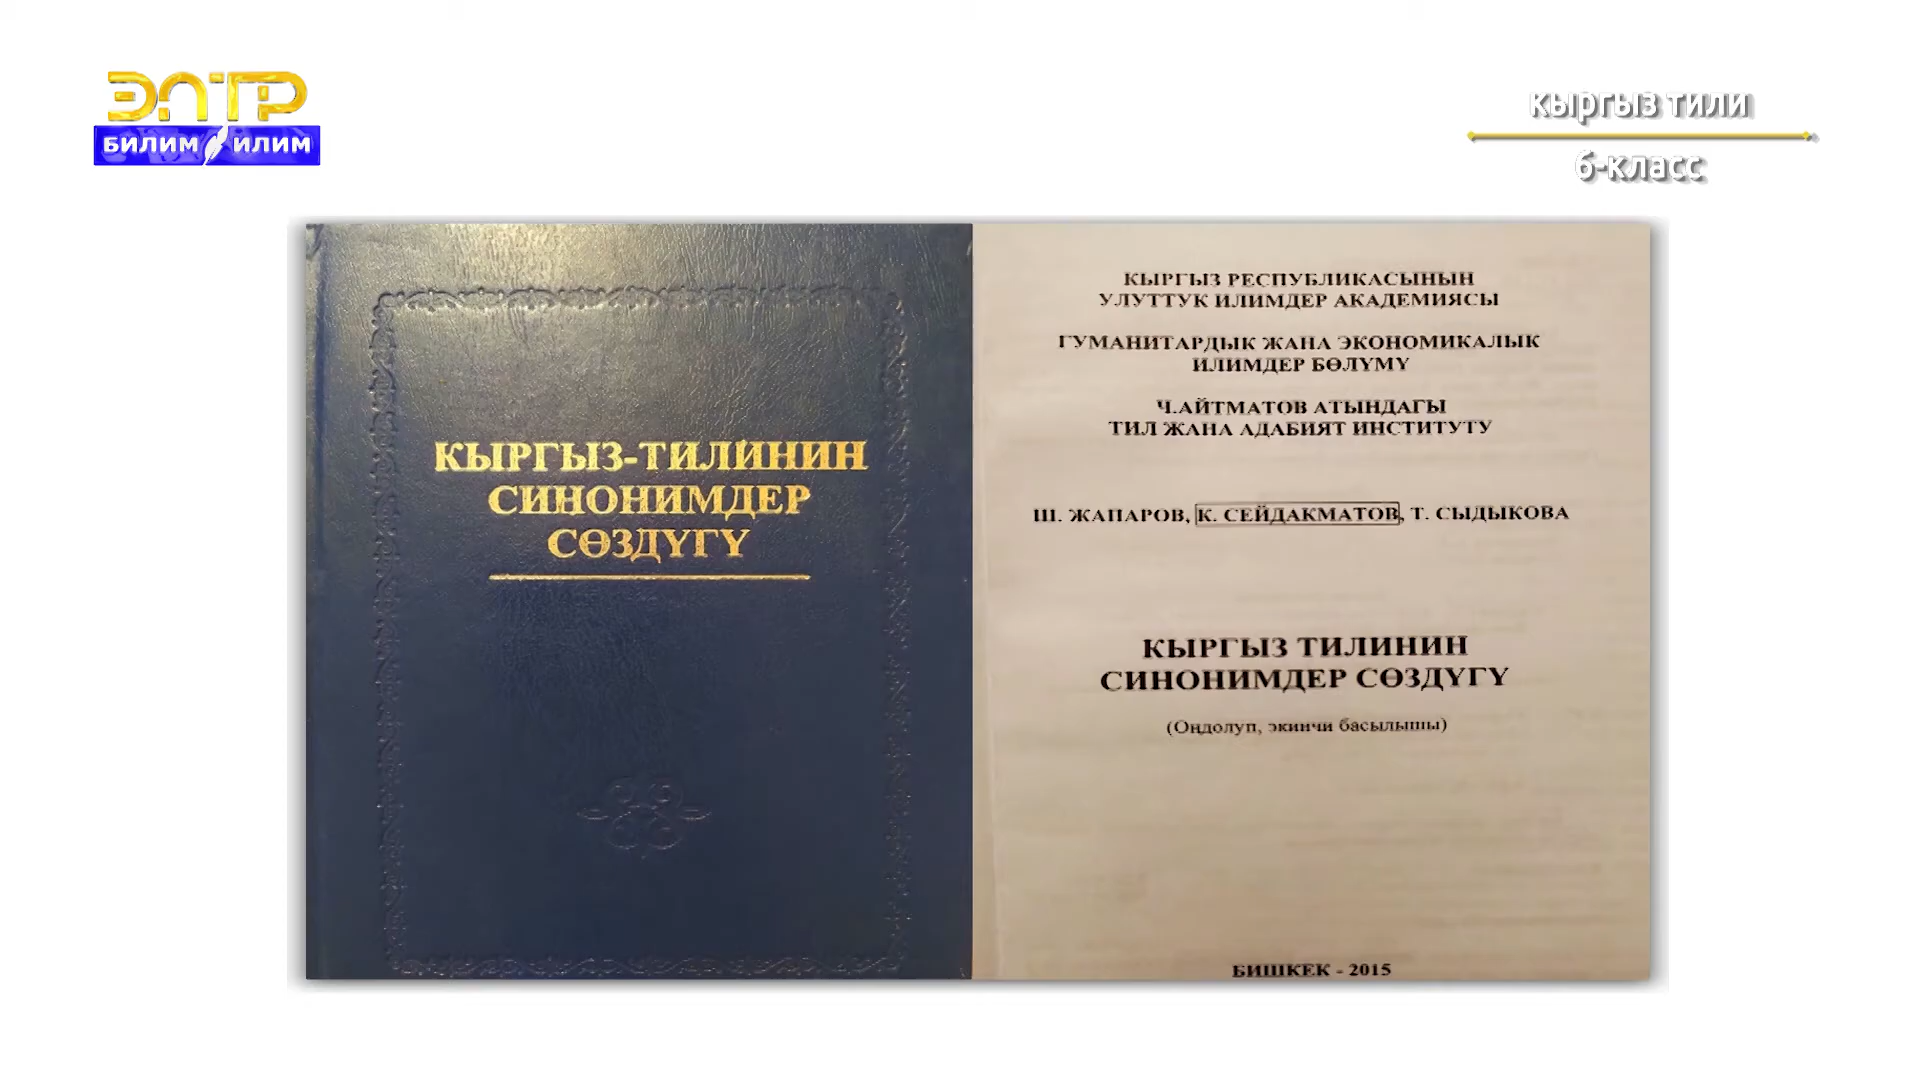 ЭЛТР
БИЛИМ ИЛИМ
кыргыз тили
6-класс
КЫРГЫЗ-ТИЛИНИН
СИНОНИМДЕР
СӨЗДҮГҮ
КЫРГЫЗ РЕСПУБЛИКАСЫНЫН
УЛУТТУК ИЛИМДЕР АКАДЕМИЯСЫ
ГУМАНИТАРДЫК ЖАНА ЭКОНОМИКАЛЫК
ИЛИМДЕР БӨЛҮМҮ
Ч.АЙТМАТОВ АТЫНДАГЫ
ТИЛ ЖАНА АДАБИЯТ ИНСТИТУТУ
Ш. ЖАПАРОВ, К. СЕЙДАКМАТОВ, Т. СЫДЫКОВА
КЫРГЫЗ ТИЛИНИН
СИНОНИМДЕР СӨЗДҮГҮ
(Оңдолуп, экинчи басылышы)
БИШКЕК - 2015